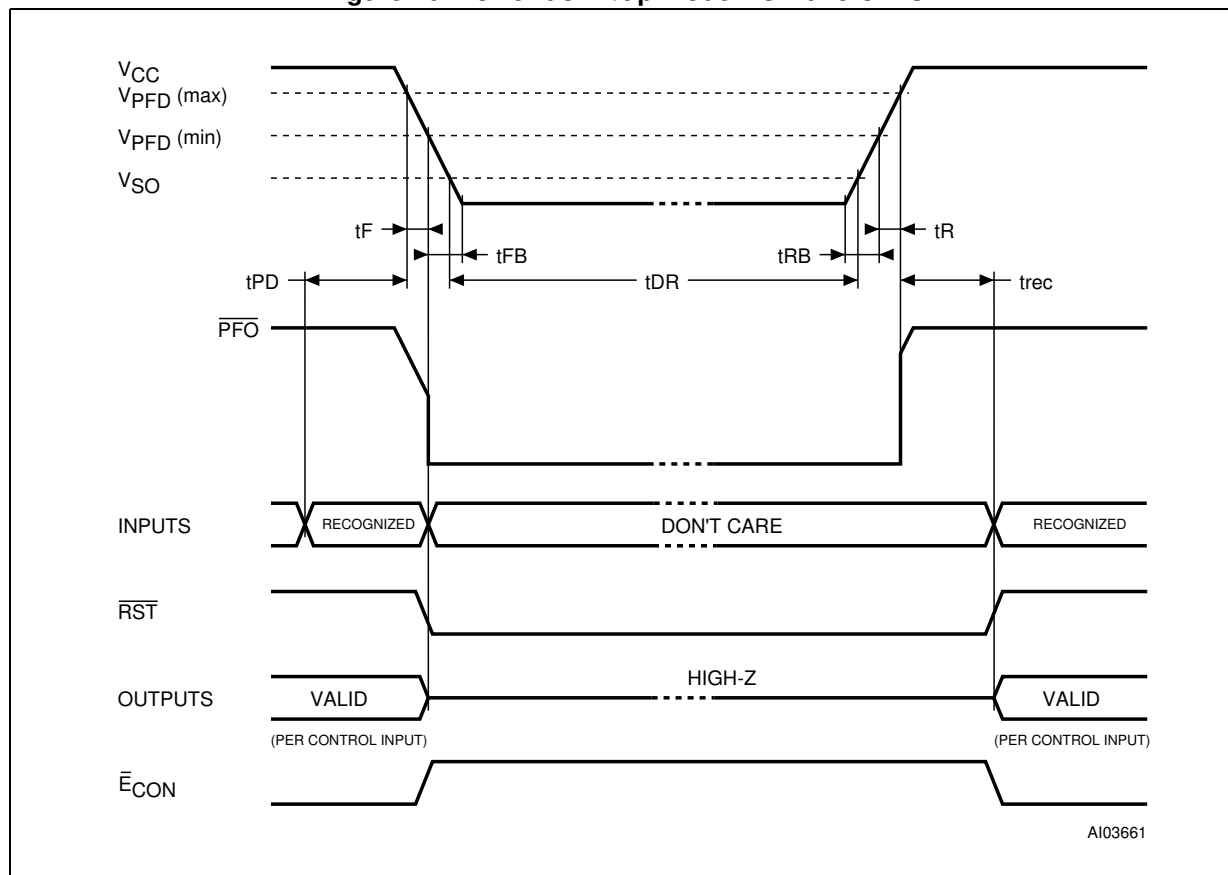 VCC
VPFD (max)
VPFD (min)
VSO
tF
tFB
tRB
tR
tPD
tDR
trec
PFO
INPUTS
RECOGNIZED
DON'T CARE
RECOGNIZED
RST
HIGH-Z
OUTPUTS
VALID
VALID
(PER CONTROL INPUT)
(PER CONTROL INPUT)
ECON
AI03661